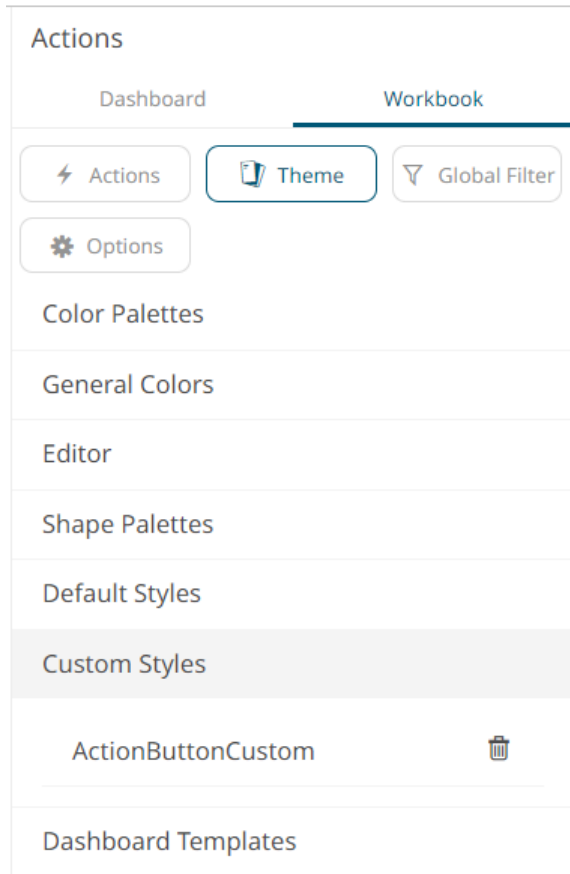 Actions
Dashboard Workbook
Actions Theme Global Filter
Options
Color Palettes
General Colors
Editor
Shape Palettes
Default Styles
Custom Styles
ActionButtonCustom
Dashboard Templates